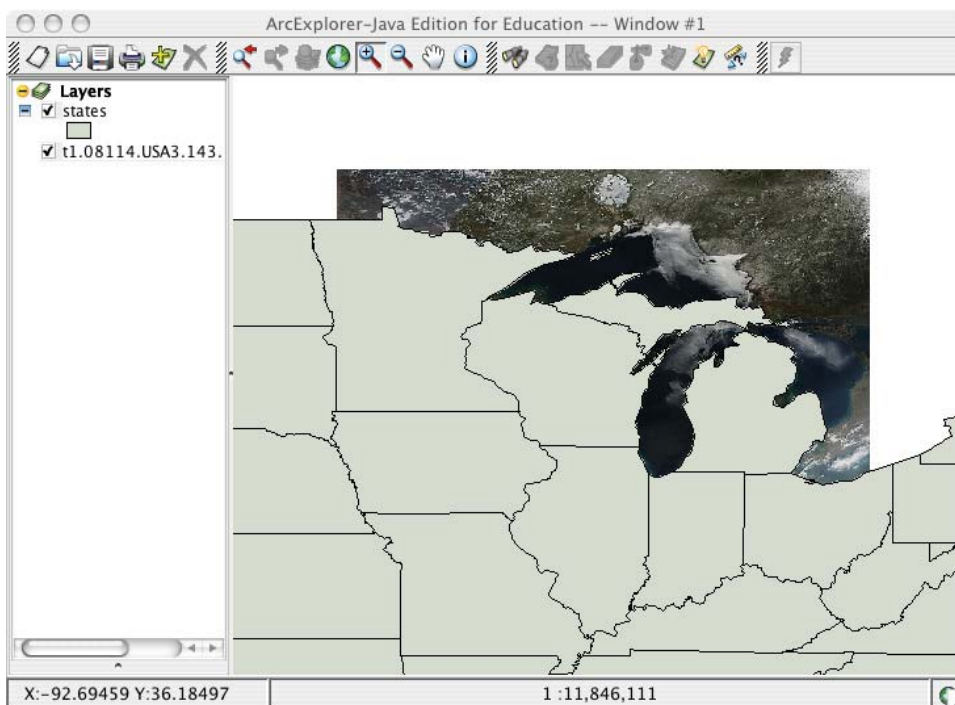 ArcExplorer-Java Edition for Education -- Window #1
Layers
states
t1.08114.USA3.143.
X:-92.69459 Y:36.18497
1 :11,846,111